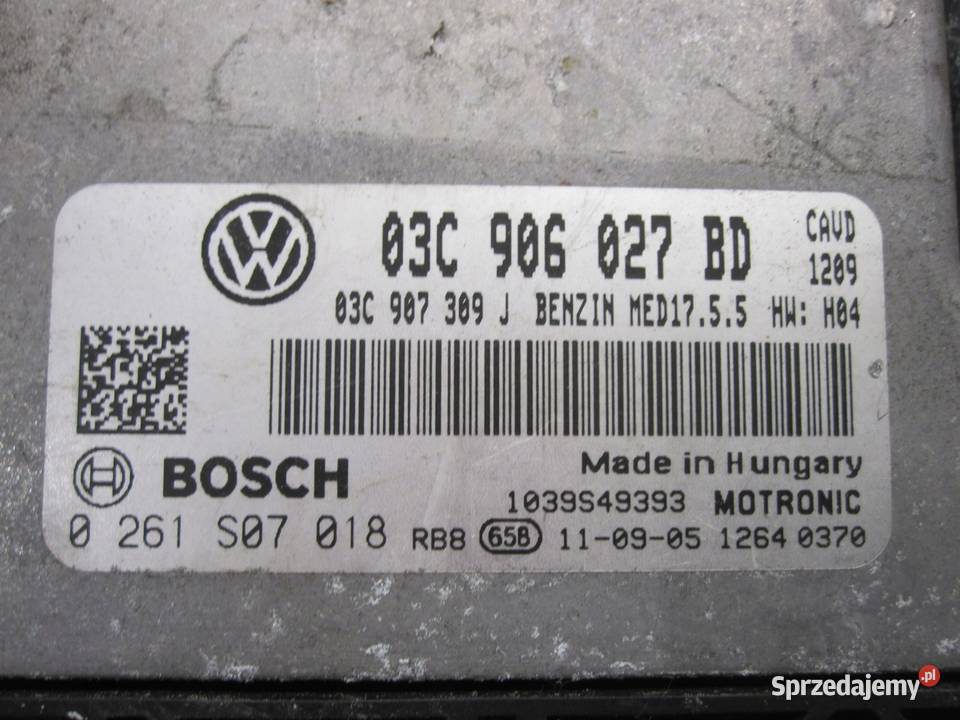 03C 906 027 BD CAVD
1209
03C 907 309 J BENZIN MED17.5.5 HW: H04
BOSCH
Made in Hungary
1039S49393 MOTRONIC
0 261 S07 018 RB8 65B 11-09-05 1264 0370
Sprzedajemy.pl